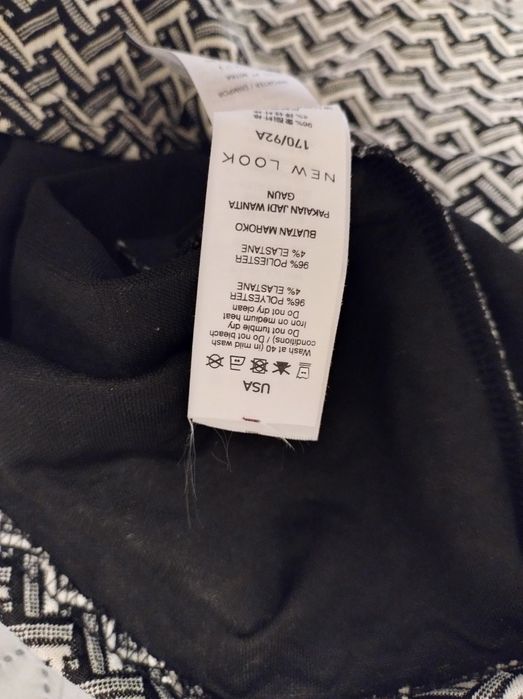 USA
Wash at 40 (in mild wash
conditions) / Do not bleach
Do not tumble dry
Iron on medium heat
Do not dry clean
96% POLYESTER
4% ELASTANE
96% POLIESTER
4% ELASTANE
BUATAN MAROKO
PAKAIAN JADI WANITA
GAUN
NEW LOOK
170/92A